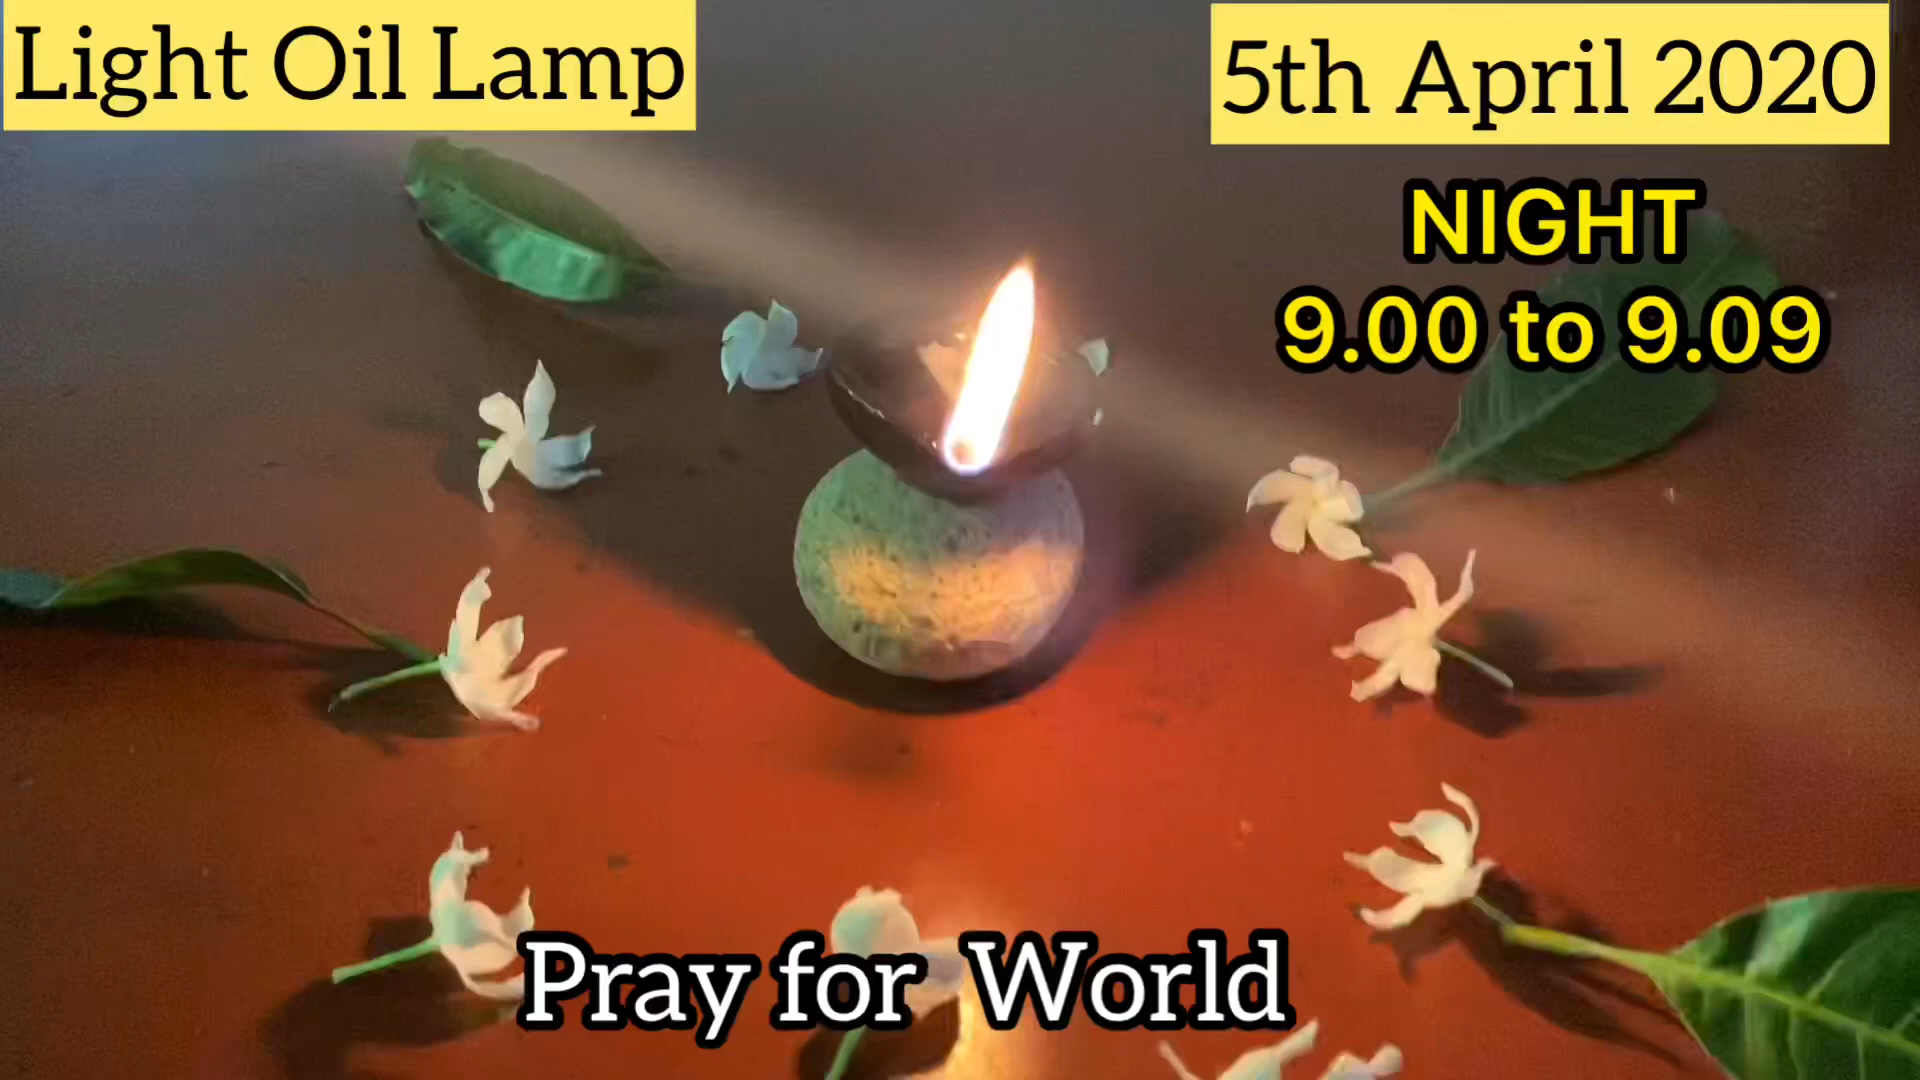 Light Oil Lamp
5th April 2020
NIGHT
9.00 to 9.09
Pray for World